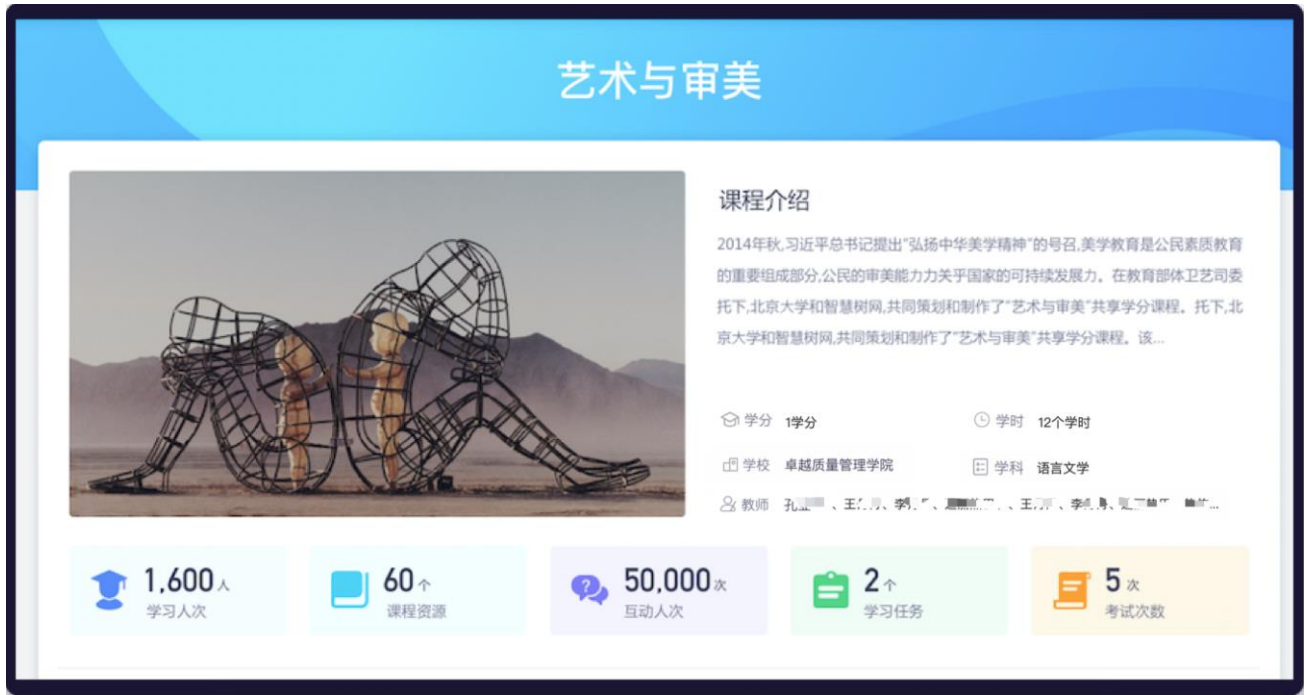 艺术与审美
课程介绍
2014年秋,习近平总书记提出"弘扬中华美学精神"的号召,美学教育是公民素质教育
的重要组成部分,公民的审美能力力关乎国家的可持续发展力。在教育部体卫艺司委
托下,北京大学和智慧树网,共同策划和制作了"艺术与审美"共享学分课程。托下,北
京大学和智慧树网,共同策划和制作了"艺术与审美"共享学分课程。该...
学分 1学分 学时 12个学时
学校 卓越质量管理学院 学科 语言文学
教师
1,600人 60个 50,000次 2个 5次
学习人次 课程资源 互动人次 学习任务 考试次数